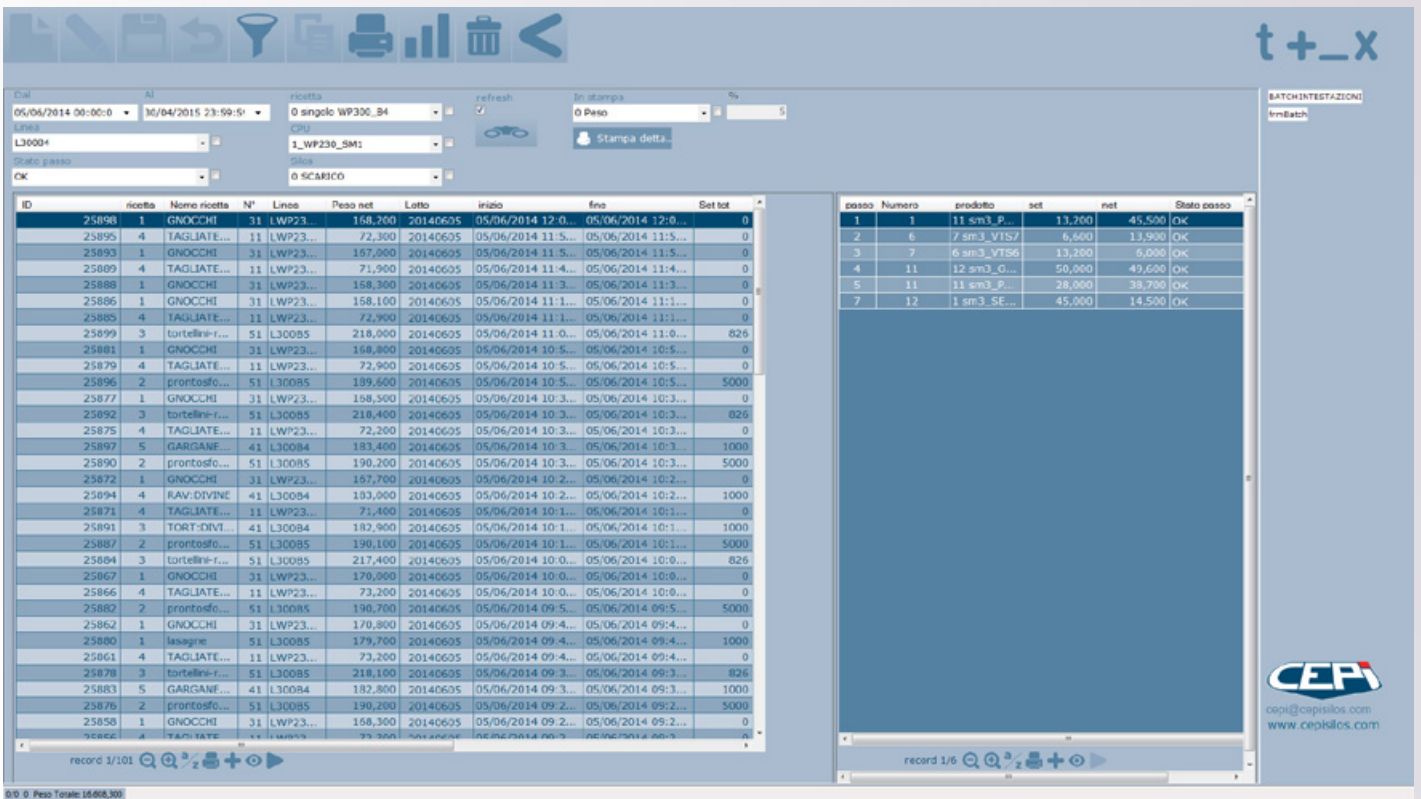 t + _ x
Dal Al ricetta refresh In stampa %
05/06/2014 00:00:0 30/04/2015 23:59:5 0 singolo WP300_B4 0 Peso 5
Linea CPU
L300B4 1_WP230_SM1 Stampa detta..
Stato passo Silos
OK 0 SCARICO
BATCHINTESTAZIONI
frmBatch
ID ricetta Nome ricetta N° Linea Peso net Lotto inizio fine Set tot
25898 1 GNOCCHI 31 LWP23... 168,200 20140605 05/06/2014 12:0... 05/06/2014 12:0... 0
25895 4 TAGLIATE... 11 LWP23... 72,300 20140605 05/06/2014 11:5... 05/06/2014 11:5... 0
25893 1 GNOCCHI 31 LWP23... 167,000 20140605 05/06/2014 11:5... 05/06/2014 11:5... 0
25889 4 TAGLIATE... 11 LWP23... 71,900 20140605 05/06/2014 11:4... 05/06/2014 11:4... 0
25888 1 GNOCCHI 31 LWP23... 168,300 20140605 05/06/2014 11:3... 05/06/2014 11:3... 0
25886 1 GNOCCHI 31 LWP23... 168,100 20140605 05/06/2014 11:1... 05/06/2014 11:1... 0
25885 4 TAGLIATE... 11 LWP23... 72,900 20140605 05/06/2014 11:1... 05/06/2014 11:1... 0
25899 3 tortellini-r... 51 L300B5 218,000 20140605 05/06/2014 11:0... 05/06/2014 11:0... 826
25881 1 GNOCCHI 31 LWP23... 168,800 20140605 05/06/2014 10:5... 05/06/2014 10:5... 0
25879 4 TAGLIATE... 11 LWP23... 72,900 20140605 05/06/2014 10:5... 05/06/2014 10:5... 0
25896 2 prontosfo... 51 L300B5 189,600 20140605 05/06/2014 10:5... 05/06/2014 10:5... 5000
25877 1 GNOCCHI 31 LWP23... 168,500 20140605 05/06/2014 10:3... 05/06/2014 10:3... 0
25892 3 tortellini-r... 51 L300B5 218,400 20140605 05/06/2014 10:3... 05/06/2014 10:3... 826
25875 4 TAGLIATE... 11 LWP23... 72,200 20140605 05/06/2014 10:3... 05/06/2014 10:3... 0
25897 5 GARGANE... 41 L300B4 183,400 20140605 05/06/2014 10:3... 05/06/2014 10:3... 1000
25890 2 prontosfo... 51 L300B5 190,200 20140605 05/06/2014 10:3... 05/06/2014 10:3... 5000
25872 1 GNOCCHI 31 LWP23... 167,700 20140605 05/06/2014 10:2... 05/06/2014 10:2... 0
25894 4 RAV:DIVINE 41 L300B4 183,000 20140605 05/06/2014 10:2... 05/06/2014 10:2... 1000
25871 4 TAGLIATE... 11 LWP23... 71,400 20140605 05/06/2014 10:1... 05/06/2014 10:1... 0
25891 3 TORT:DIVI... 41 L300B4 182,900 20140605 05/06/2014 10:1... 05/06/2014 10:1... 1000
25887 2 prontosfo... 51 L300B5 190,100 20140605 05/06/2014 10:1... 05/06/2014 10:1... 5000
25884 3 tortellini-r... 51 L300B5 217,400 20140605 05/06/2014 10:0... 05/06/2014 10:0... 826
25867 1 GNOCCHI 31 LWP23... 170,000 20140605 05/06/2014 10:0... 05/06/2014 10:0... 0
25866 4 TAGLIATE... 11 LWP23... 73,200 20140605 05/06/2014 10:0... 05/06/2014 10:0... 0
25882 2 prontosfo... 51 L300B5 190,700 20140605 05/06/2014 09:5... 05/06/2014 09:5... 5000
25862 1 GNOCCHI 31 LWP23... 170,800 20140605 05/06/2014 09:4... 05/06/2014 09:4... 0
25880 1 lasagne 51 L300B5 179,700 20140605 05/06/2014 09:4... 05/06/2014 09:4... 1000
25861 4 TAGLIATE... 11 LWP23... 73,200 20140605 05/06/2014 09:4... 05/06/2014 09:4... 0
25878 3 tortellini-r... 51 L300B5 218,100 20140605 05/06/2014 09:3... 05/06/2014 09:3... 826
25883 5 GARGANE... 41 L300B4 182,800 20140605 05/06/2014 09:3... 05/06/2014 09:3... 1000
25876 2 prontosfo... 51 L300B5 190,200 20140605 05/06/2014 09:2... 05/06/2014 09:2... 5000
25858 1 GNOCCHI 31 LWP23... 168,300 20140605 05/06/2014 09:2... 05/06/2014 09:2... 0
25856 4 TAGLIATE... 11 LWP23... 72,300 20140605 05/06/2014 09:2... 05/06/2014 09:2... 0
record 1/101
passo Numero prodotto set net Stato passo
1 1 11 sm3_P... 13,200 45,500 OK
2 6 7 sm3_VTS7 6,600 13,900 OK
3 7 6 sm3_VTS6 13,200 6,000 OK
4 11 12 sm3_G... 50,000 49,600 OK
5 11 11 sm3_P... 28,000 38,700 OK
7 12 1 sm3_SE... 45,000 14,500 OK
record 1/6
CEPI
cepi@cepisilos.com
www.cepisilos.com
0/0 0 Peso Totale: 16.608,300